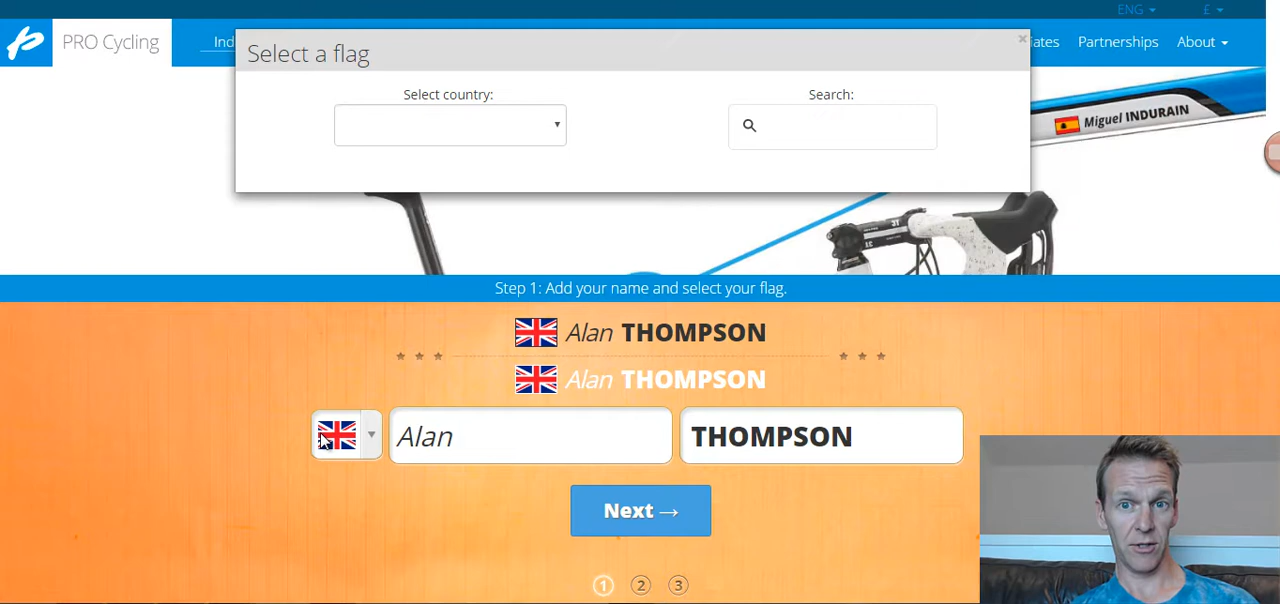 ENG £
PRO Cycling Ind iates Partnerships About
Select a flag ×
Select country: Search:
Miguel INDURAIN
Step 1: Add your name and select your flag.
Alan THOMPSON
Alan THOMPSON
Alan THOMPSON
Next →
1 2 3